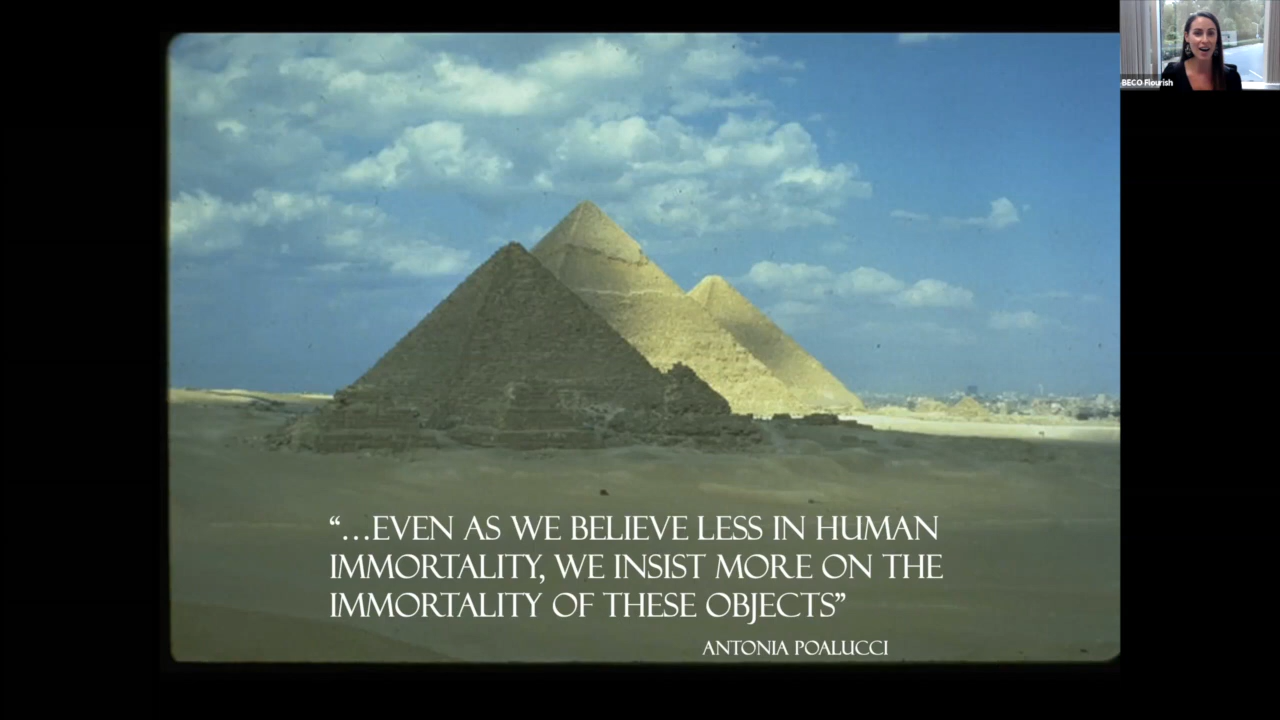 BECO Flourish
“...EVEN AS WE BELIEVE LESS IN HUMAN
IMMORTALITY, WE INSIST MORE ON THE
IMMORTALITY OF THESE OBJECTS”
ANTONIA POALUCCI